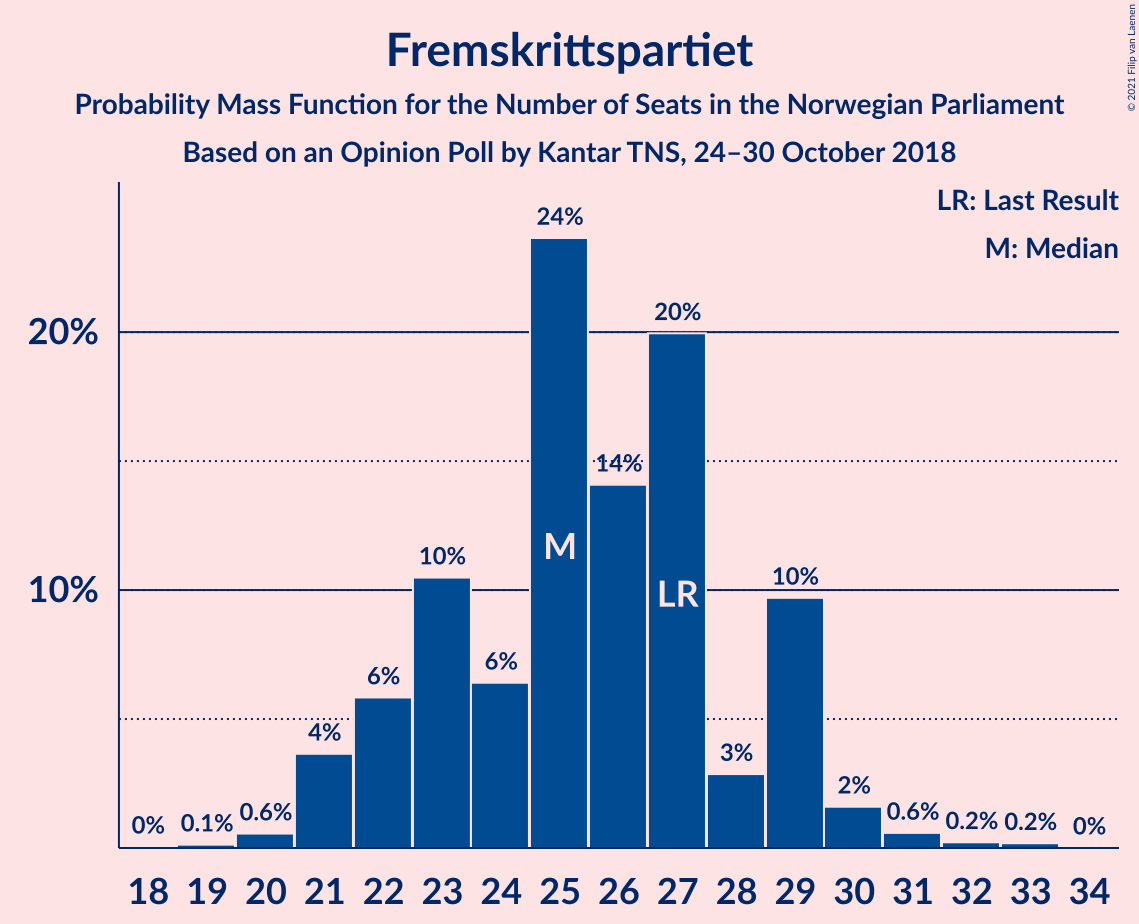 Fremskrittspartiet
Probability Mass Function for the Number of Seats in the Norwegian Parliament
Based on an Opinion Poll by Kantar TNS, 24–30 October 2018
© 2021 Filip van Laenen
LR: Last Result
M: Median
20%
10%
0% 0.1% 0.6% 4% 6% 10% 6% 24% 14% 20% 3% 10% 2% 0.6% 0.2% 0.2% 0%
M
LR
18 19 20 21 22 23 24 25 26 27 28 29 30 31 32 33 34